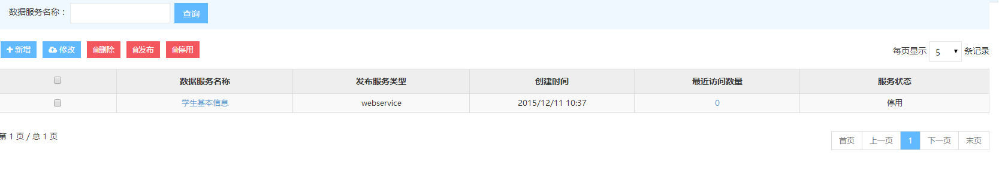 数据服务名称： 查询
新增 修改 删除 发布 停用 每页显示 5 条记录
数据服务名称 发布服务类型 创建时间 最近访问数量 服务状态
学生基本信息 webservice 2015/12/11 10:37 0 停用
第 1 页 / 总 1 页 首页 上一页 1 下一页 末页